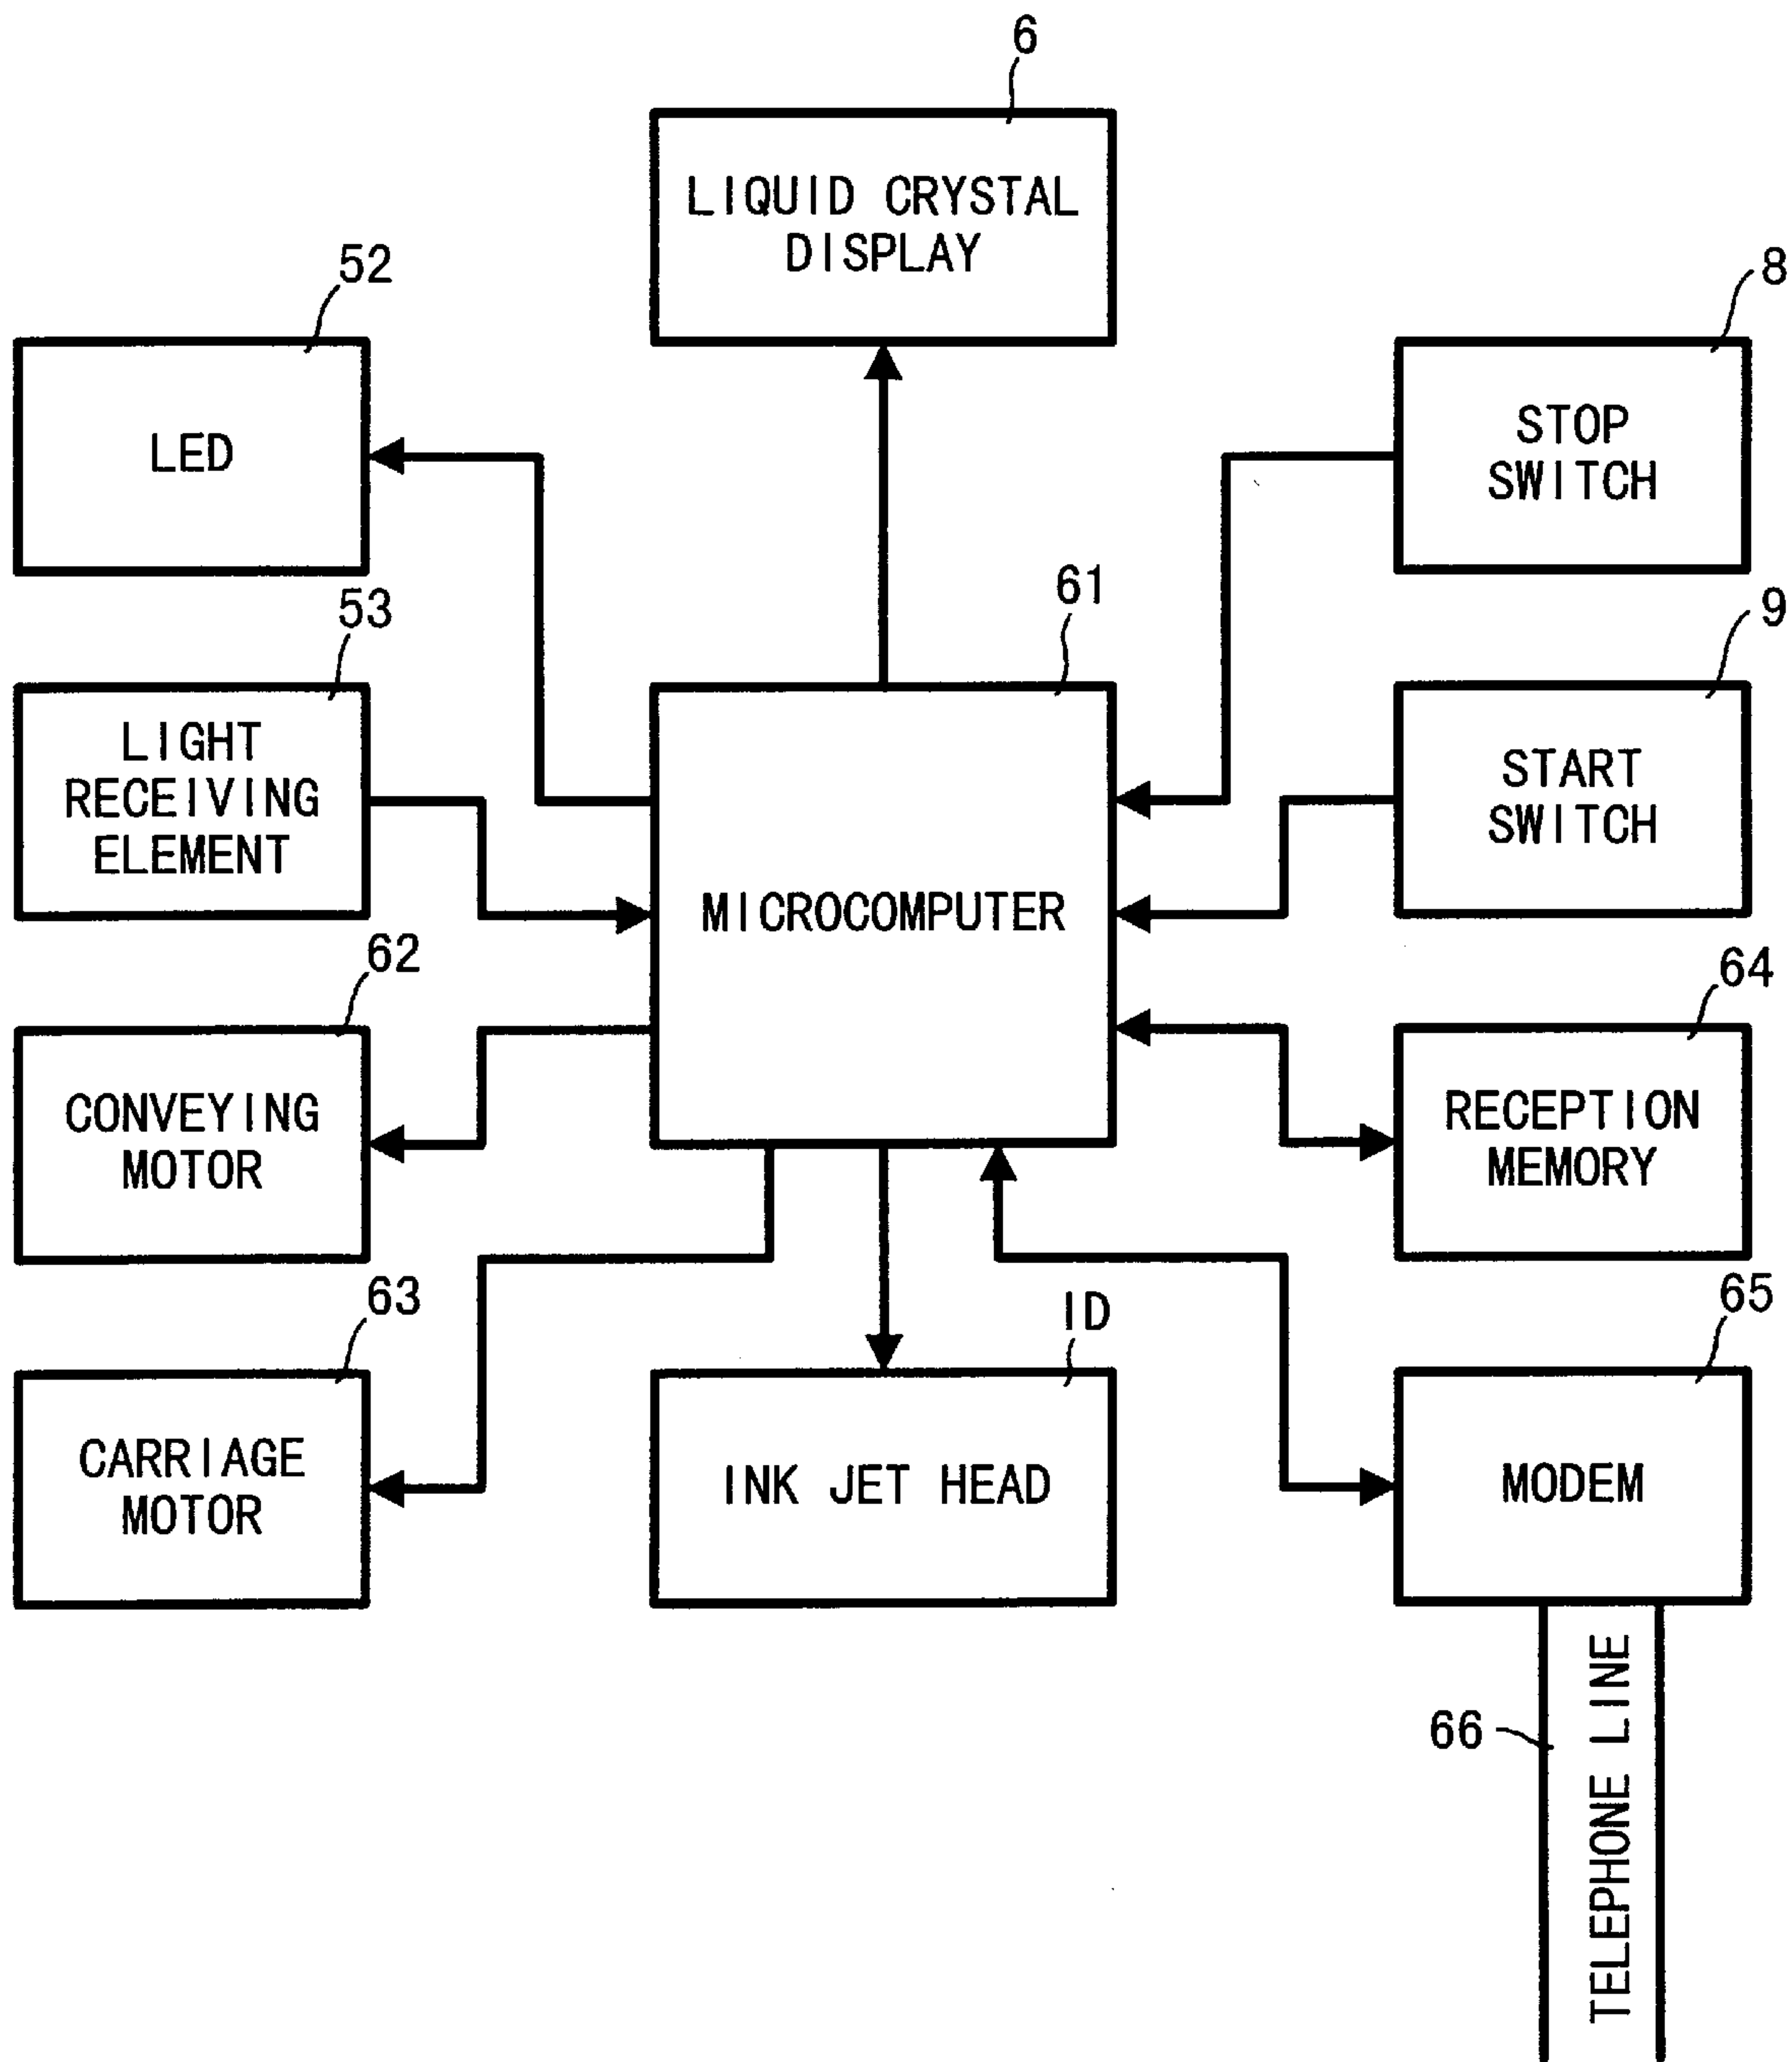 6
LIQUID CRYSTAL
DISPLAY
52
LED
8
STOP
SWITCH
53
LIGHT
RECEIVING
ELEMENT
61
MICROCOMPUTER
9
START
SWITCH
62
CONVEYING
MOTOR
64
RECEPTION
MEMORY
63
CARRIAGE
MOTOR
ID
INK JET HEAD
65
MODEM
66
TELEPHONE LINE